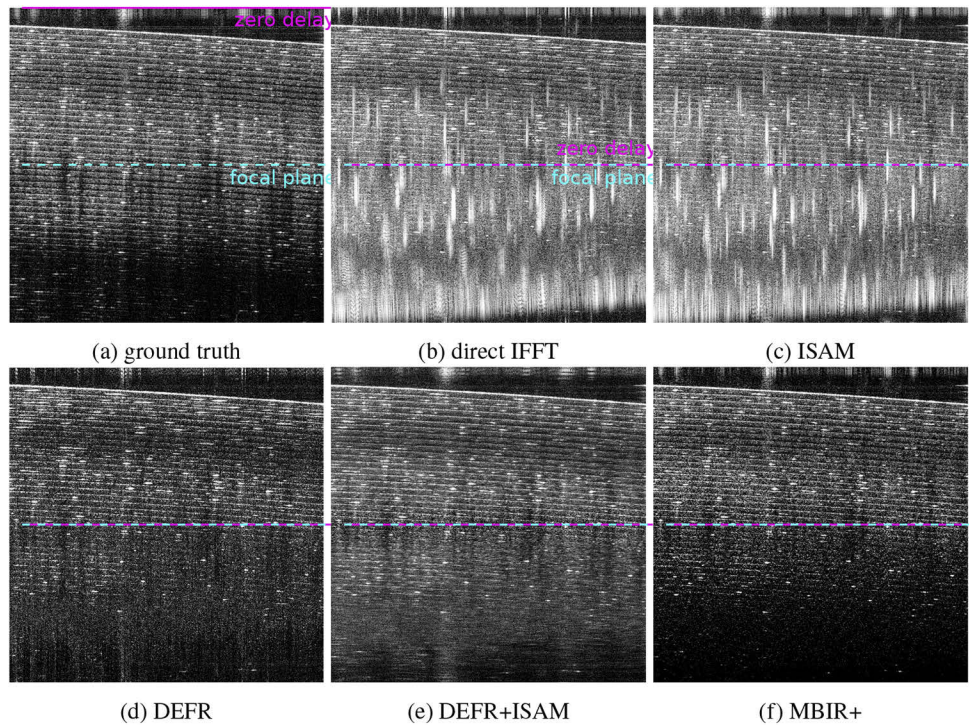 zero delay
zero delay
focal plane
focal plane
(a) ground truth
(b) direct IFFT
(c) ISAM
(d) DEFR
(e) DEFR+ISAM
(f) MBIR+